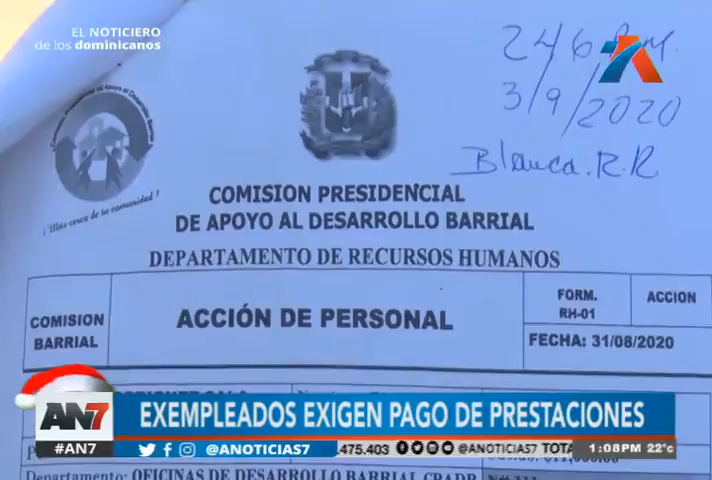 EL NOTICIERO
de los dominicanos
246 P.M.
3/9/2020
Blanca.R.R
¡Mas cerca de tu comunidad!
COMISION PRESIDENCIAL
DE APOYO AL DESARROLLO BARRIAL
DEPARTAMENTO DE RECURSOS HUMANOS
COMISION
BARRIAL
ACCIÓN DE PERSONAL
FORM.
RH-01
ACCION
FECHA: 31/08/2020
AN7
EXEMPLEADOS EXIGEN PAGO DE PRESTACIONES
#AN7
@ANOTICIAS7
.475.403
@ANOTICIAS7
TOTA
1:08PM 22°c
Departamento: OFICINAS DE DESARROLLO BARRIAL CPADB